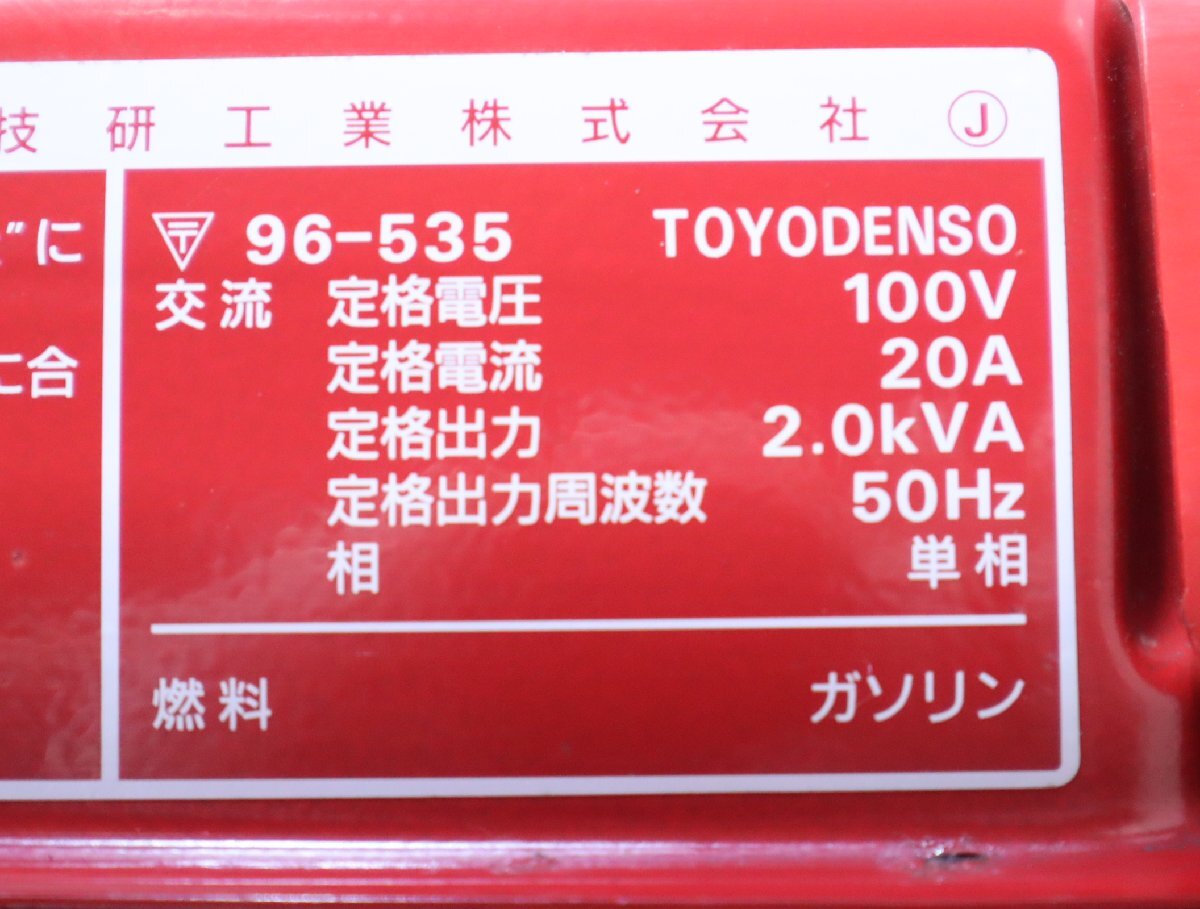 技研工業株式会社 Ⓙ
”に
に合
〒 96-535 TOYODENSO
交流 定格電圧 100V
定格電流 20A
定格出力 2.0kVA
定格出力周波数 50Hz
相 単相
燃料 ガソリン